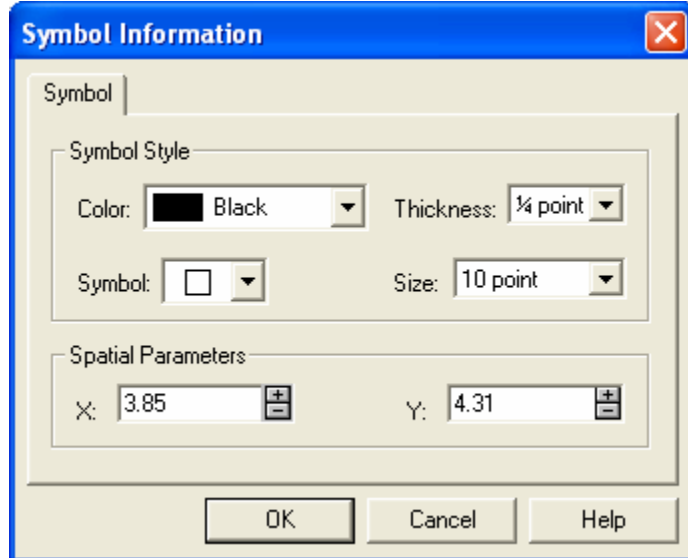 Symbol Information
Symbol
Symbol Style
Color: Black Thickness: ¼ point
Symbol: Size: 10 point
Spatial Parameters
X: 3.85 Y: 4.31
OK Cancel Help